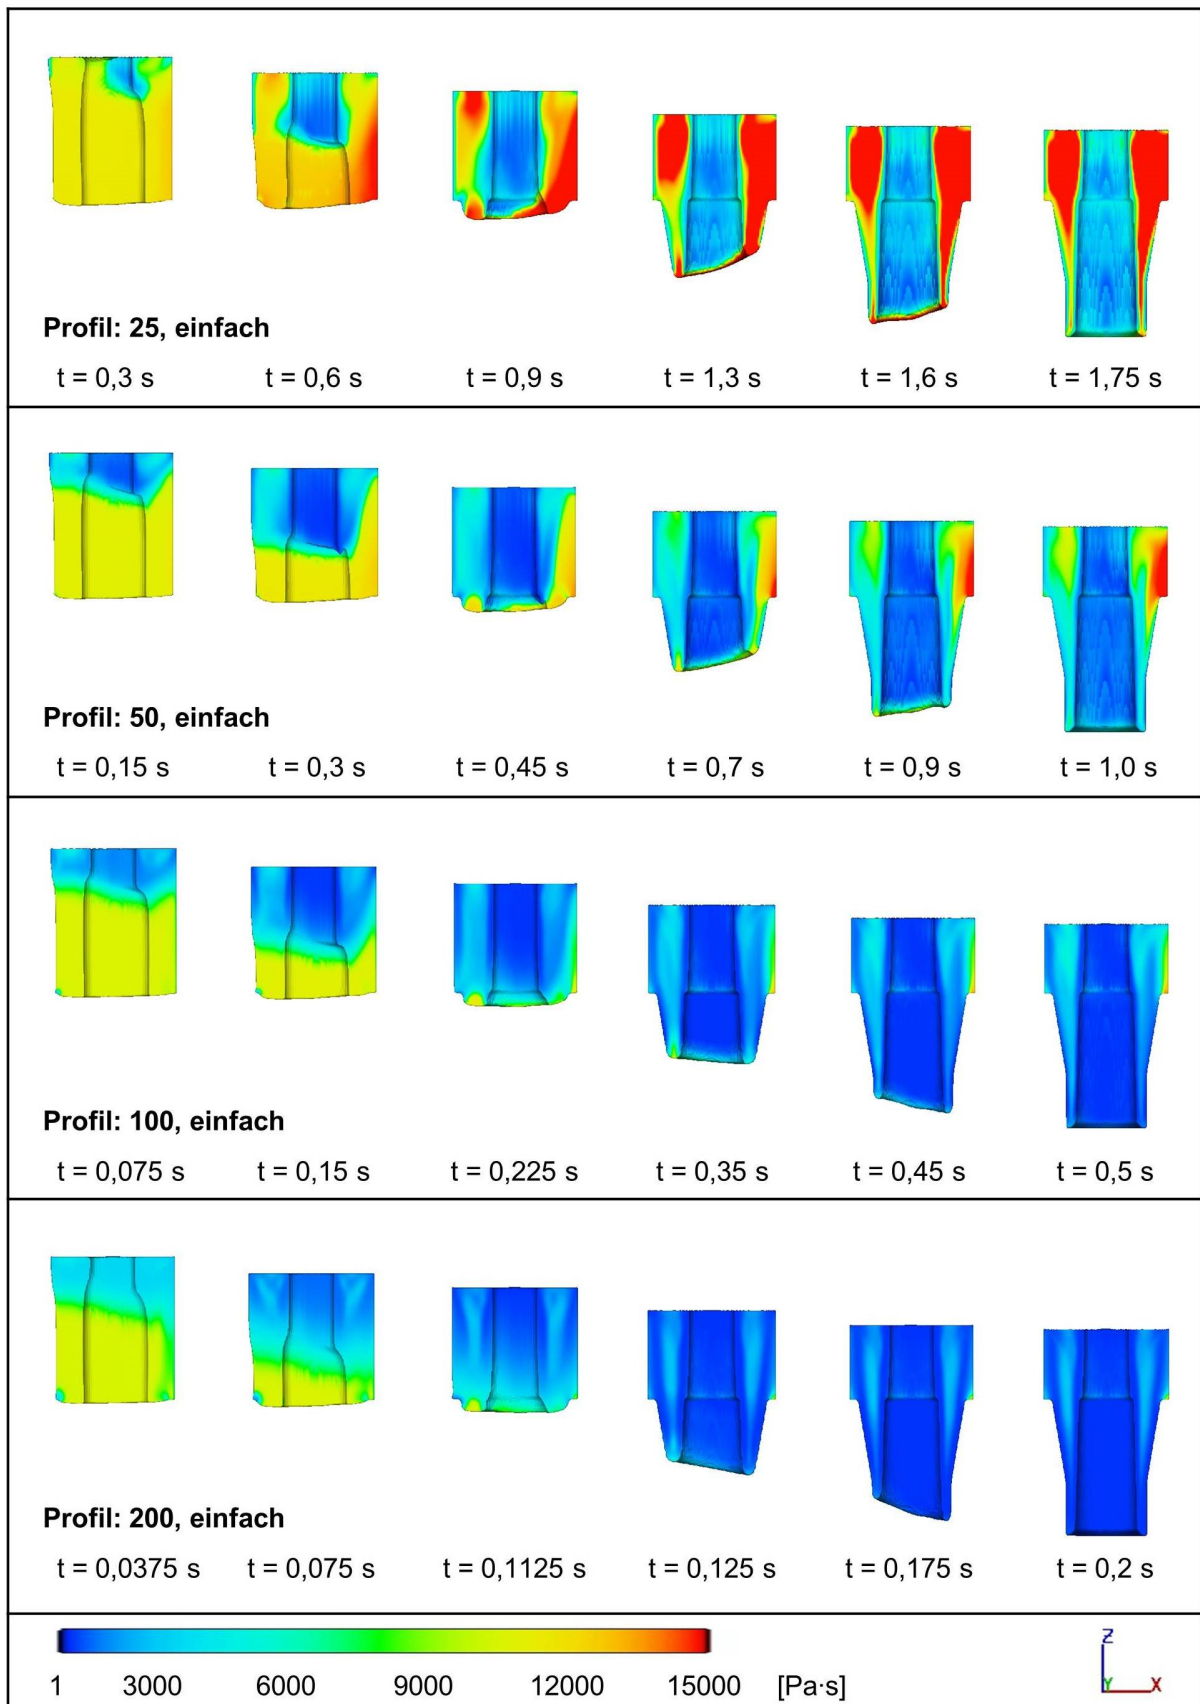 Profil: 25, einfach
t = 0,3 s t = 0,6 s t = 0,9 s t = 1,3 s t = 1,6 s t = 1,75 s
Profil: 50, einfach
t = 0,15 s t = 0,3 s t = 0,45 s t = 0,7 s t = 0,9 s t = 1,0 s
Profil: 100, einfach
t = 0,075 s t = 0,15 s t = 0,225 s t = 0,35 s t = 0,45 s t = 0,5 s
Profil: 200, einfach
t = 0,0375 s t = 0,075 s t = 0,1125 s t = 0,125 s t = 0,175 s t = 0,2 s
Z
Y X
1 3000 6000 9000 12000 15000 [Pa·s]